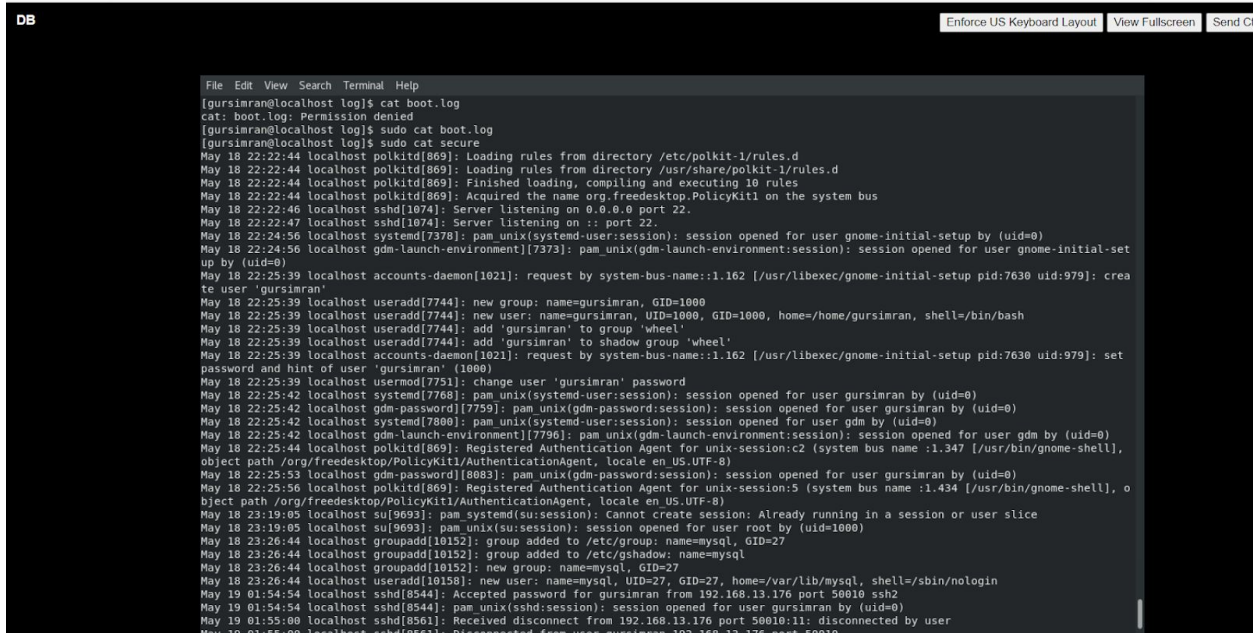 DB
Enforce US Keyboard Layout View Fullscreen Send
File Edit View Search Terminal Help
[gursimran@localhost log]$ cat boot.log
cat: boot.log: Permission denied
[gursimran@localhost log]$ sudo cat boot.log
[gursimran@localhost log]$ sudo cat secure
May 18 22:22:44 localhost polkitd[869]: Loading rules from directory /etc/polkit-1/rules.d
May 18 22:22:44 localhost polkitd[869]: Loading rules from directory /usr/share/polkit-1/rules.d
May 18 22:22:44 localhost polkitd[869]: Finished loading, compiling and executing 10 rules
May 18 22:22:44 localhost polkitd[869]: Acquired the name org.freedesktop.PolicyKit1 on the system bus
May 18 22:22:46 localhost sshd[1074]: Server listening on 0.0.0.0 port 22.
May 18 22:22:47 localhost sshd[1074]: Server listening on :: port 22.
May 18 22:24:56 localhost systemd[7378]: pam_unix(systemd-user:session): session opened for user gnome-initial-setup by (uid=0)
May 18 22:24:56 localhost gdm-launch-environment][7373]: pam_unix(gdm-launch-environment:session): session opened for user gnome-initial-set
up by (uid=0)
May 18 22:25:39 localhost accounts-daemon[1021]: request by system-bus-name::1.162 [/usr/libexec/gnome-initial-setup pid:7630 uid:979]: crea
te user 'gursimran'
May 18 22:25:39 localhost useradd[7744]: new group: name=gursimran, GID=1000
May 18 22:25:39 localhost useradd[7744]: new user: name=gursimran, UID=1000, GID=1000, home=/home/gursimran, shell=/bin/bash
May 18 22:25:39 localhost useradd[7744]: add 'gursimran' to group 'wheel'
May 18 22:25:39 localhost useradd[7744]: add 'gursimran' to shadow group 'wheel'
May 18 22:25:39 localhost accounts-daemon[1021]: request by system-bus-name::1.162 [/usr/libexec/gnome-initial-setup pid:7630 uid:979]: set
password and hint of user 'gursimran' (1000)
May 18 22:25:39 localhost usermod[7751]: change user 'gursimran' password
May 18 22:25:42 localhost systemd[7768]: pam_unix(systemd-user:session): session opened for user gursimran by (uid=0)
May 18 22:25:42 localhost gdm-password][7759]: pam_unix(gdm-password:session): session opened for user gursimran by (uid=0)
May 18 22:25:42 localhost systemd[7800]: pam_unix(systemd-user:session): session opened for user gdm by (uid=0)
May 18 22:25:42 localhost gdm-launch-environment][7796]: pam_unix(gdm-launch-environment:session): session opened for user gdm by (uid=0)
May 18 22:25:44 localhost polkitd[869]: Registered Authentication Agent for unix-session:c2 (system bus name :1.347 [/usr/bin/gnome-shell],
object path /org/freedesktop/PolicyKit1/AuthenticationAgent, locale en_US.UTF-8)
May 18 22:25:53 localhost gdm-password][8083]: pam_unix(gdm-password:session): session opened for user gursimran by (uid=0)
May 18 22:25:56 localhost polkitd[869]: Registered Authentication Agent for unix-session:5 (system bus name :1.434 [/usr/bin/gnome-shell], o
bject path /org/freedesktop/PolicyKit1/AuthenticationAgent, locale en_US.UTF-8)
May 18 23:19:05 localhost su[9693]: pam_systemd(su:session): Cannot create session: Already running in a session or user slice
May 18 23:19:05 localhost su[9693]: pam_unix(su:session): session opened for user root by (uid=1000)
May 18 23:26:44 localhost groupadd[10152]: group added to /etc/group: name=mysql, GID=27
May 18 23:26:44 localhost groupadd[10152]: group added to /etc/gshadow: name=mysql
May 18 23:26:44 localhost groupadd[10152]: new group: name=mysql, GID=27
May 18 23:26:44 localhost useradd[10158]: new user: name=mysql, UID=27, GID=27, home=/var/lib/mysql, shell=/sbin/nologin
May 19 01:54:54 localhost sshd[8544]: Accepted password for gursimran from 192.168.13.176 port 50010 ssh2
May 19 01:54:54 localhost sshd[8544]: pam_unix(sshd:session): session opened for user gursimran by (uid=0)
May 19 01:55:00 localhost sshd[8561]: Received disconnect from 192.168.13.176 port 50010:11: disconnected by user
May 19 01:55:00 localhost sshd[8561]: Disconnected from user gursimran 192.168.13.176 port 50010